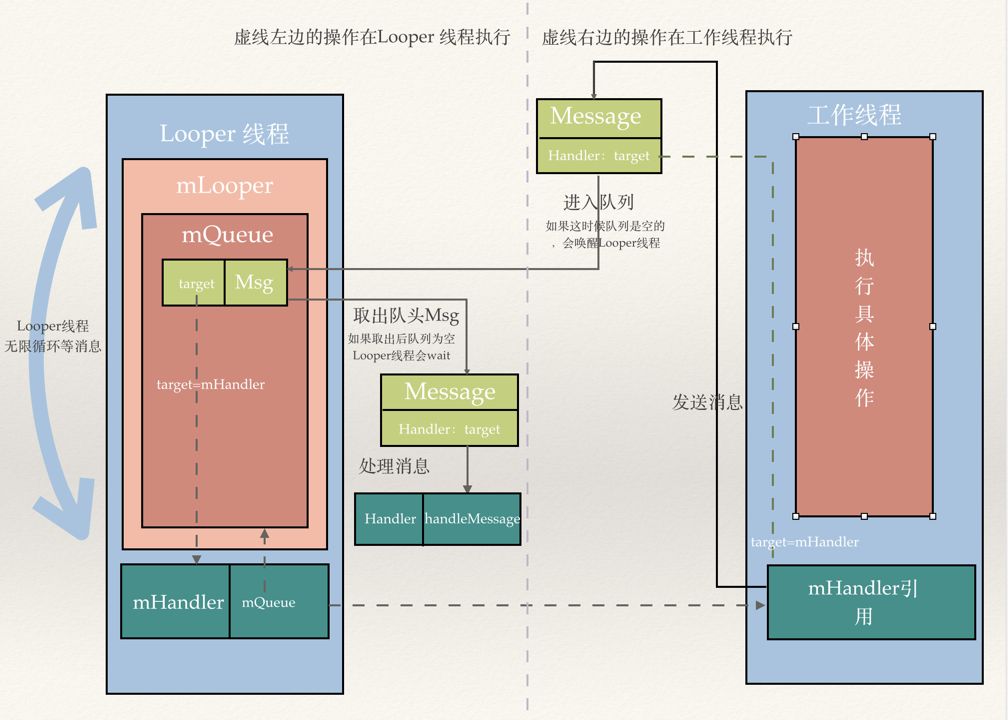 虚线左边的操作在Looper 线程执行
虚线右边的操作在工作线程执行
Looper 线程
mLooper
mQueue
target
Msg
target=mHandler
mHandler
mQueue
Looper线程
无限循环等消息
取出队头Msg
如果取出后队列为空
Looper线程会wait
Message
Handler：target
处理消息
Handler
handleMessage
Message
Handler：target
进入队列
如果这时候队列是空的
，会唤醒Looper线程
发送消息
工作线程
执
行
具
体
操
作
target=mHandler
mHandler引
用